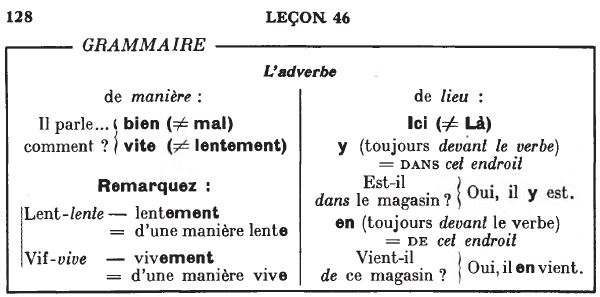 128 LEÇON 46
GRAMMAIRE
L'adverbe
de manière :
Il parle... { bien (≠ mal)
comment ? { vite (≠ lentement)
Remarquez :
Lent-lente — lentement
= d'une manière lente
Vif-vive — vivement
= d'une manière vive
de lieu :
Ici (≠ Là)
y (toujours devant le verbe)
= DANS cet endroit
Est-il
dans le magasin ? } Oui, il y est.
en (toujours devant le verbe)
= DE cet endroit
Vient-il
de ce magasin ? } Oui, il en vient.